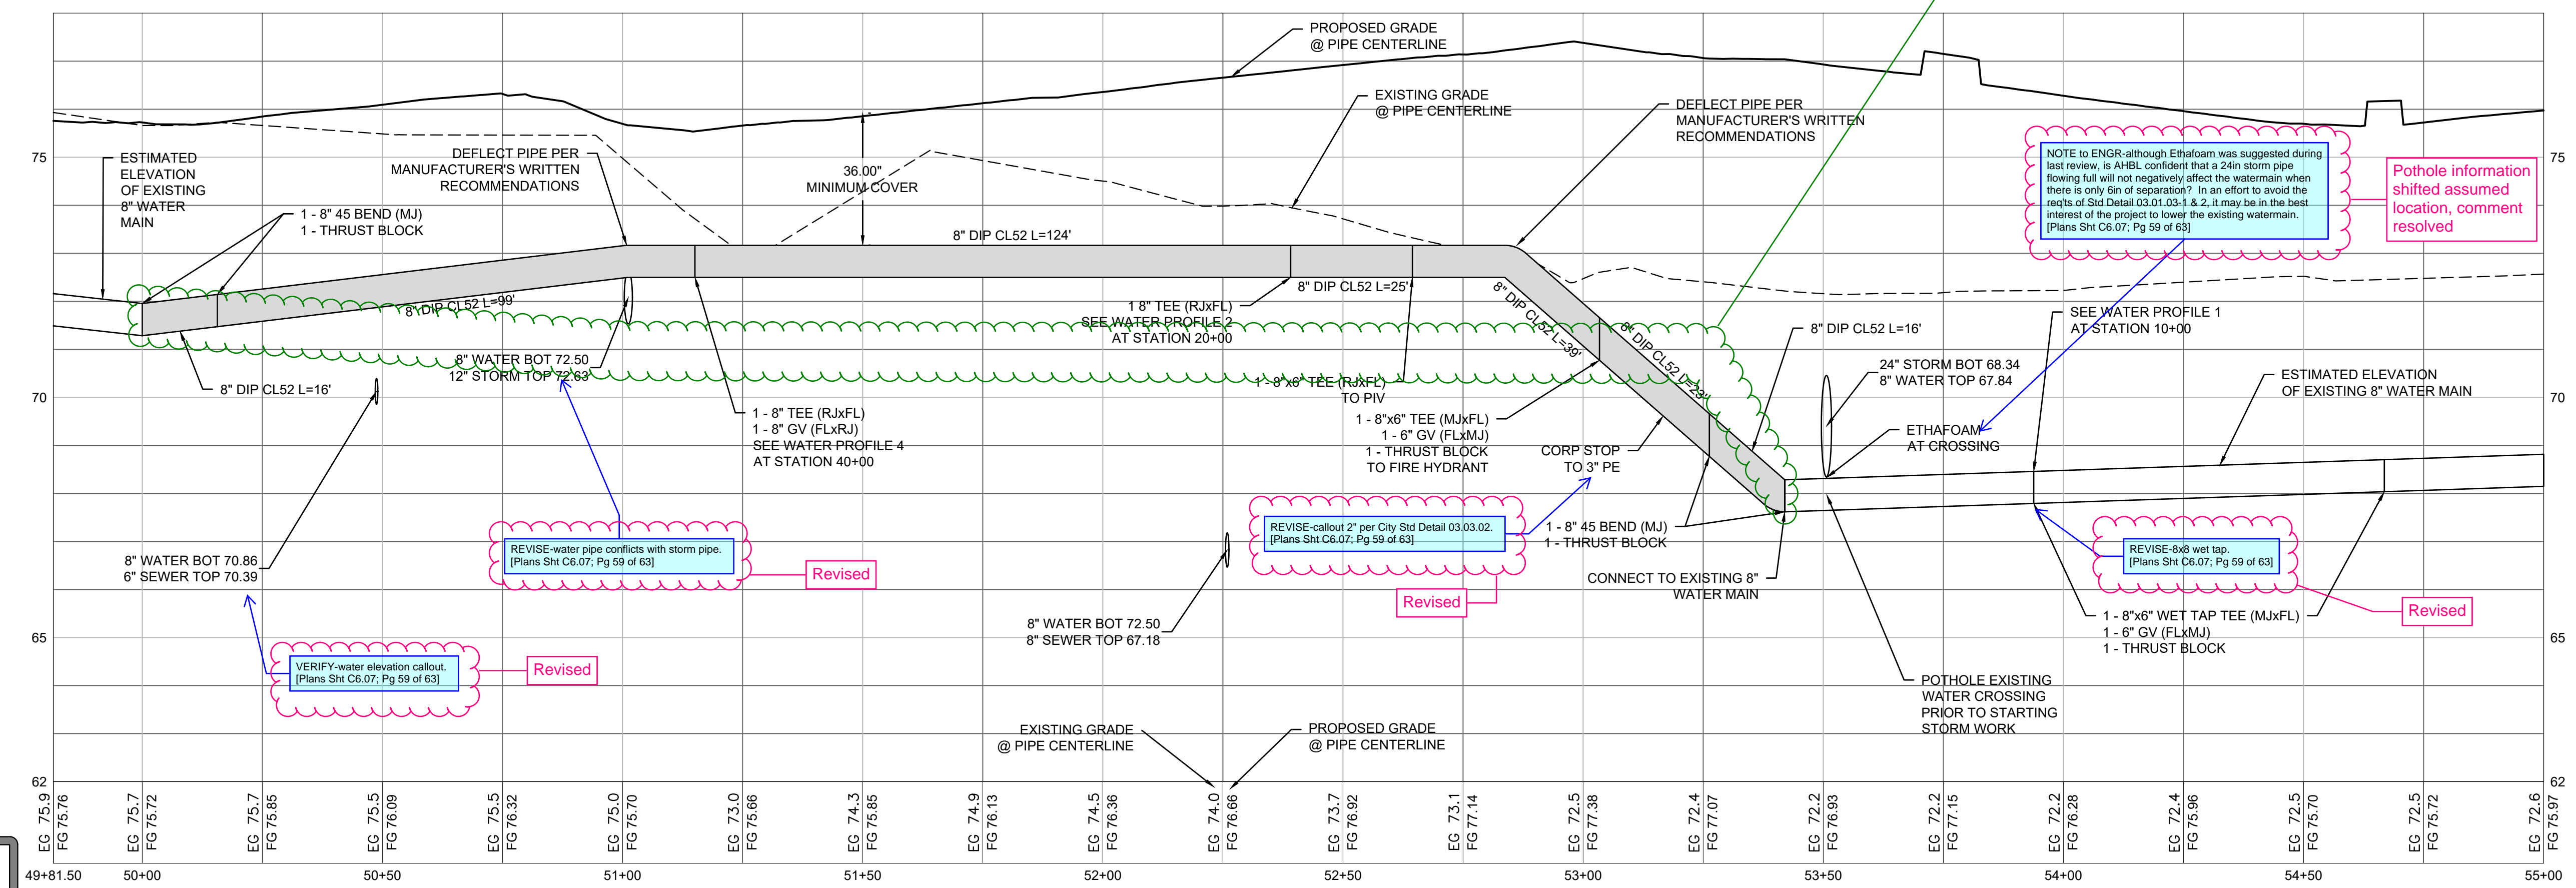 PROPOSED GRADE
@ PIPE CENTERLINE
EXISTING GRADE
@ PIPE CENTERLINE
DEFLECT PIPE PER
MANUFACTURER'S WRITTEN
RECOMMENDATIONS
75
ESTIMATED
ELEVATION
OF EXISTING
8" WATER
MAIN
DEFLECT PIPE PER
MANUFACTURER'S WRITTEN
RECOMMENDATIONS
1 - 8" 45 BEND (MJ)
1 - THRUST BLOCK
36.00"
MINIMUM COVER
8" DIP CL52 L=124'
NOTE to ENGR-although Ethafoam was suggested during
last review, is AHBL confident that a 24in storm pipe
flowing full will not negatively affect the watermain when
there is only 6in of separation? In an effort to avoid the
req'ts of Std Detail 03.01.03-1 & 2, it may be in the best
interest of the project to lower the existing watermain.
[Plans Sht C6.07; Pg 59 of 63]
75
Pothole information
shifted assumed
location, comment
resolved
8" DIP CL52 L=99'
1 8" TEE (RJxFL)
SEE WATER PROFILE 2
AT STATION 20+00
8" DIP CL52 L=25'
8" DIP CL52 L=39'
8" DIP CL52 L=23'
8" DIP CL52 L=16'
SEE WATER PROFILE 1
AT STATION 10+00
8" WATER BOT 72.50
12" STORM TOP 72.63
8" DIP CL52 L=16'
1 - 8"x6" TEE (RJxFL)
TO PIV
24" STORM BOT 68.34
8" WATER TOP 67.84
ESTIMATED ELEVATION
OF EXISTING 8" WATER MAIN
70
70
1 - 8" TEE (RJxFL)
1 - 8" GV (FLxRJ)
SEE WATER PROFILE 4
AT STATION 40+00
1 - 8"x6" TEE (MJxFL)
1 - 6" GV (FLxMJ)
1 - THRUST BLOCK
TO FIRE HYDRANT
CORP STOP
TO 3" PE
ETHAFOAM
AT CROSSING
REVISE-water pipe conflicts with storm pipe.
[Plans Sht C6.07; Pg 59 of 63]
Revised
REVISE-callout 2" per City Std Detail 03.03.02.
[Plans Sht C6.07; Pg 59 of 63]
Revised
1 - 8" 45 BEND (MJ)
1 - THRUST BLOCK
REVISE-8x8 wet tap.
[Plans Sht C6.07; Pg 59 of 63]
Revised
8" WATER BOT 70.86
6" SEWER TOP 70.39
CONNECT TO EXISTING 8"
WATER MAIN
8" WATER BOT 72.50
8" SEWER TOP 67.18
1 - 8"x6" WET TAP TEE (MJxFL)
1 - 6" GV (FLxMJ)
1 - THRUST BLOCK
65
65
VERIFY-water elevation callout.
[Plans Sht C6.07; Pg 59 of 63]
Revised
POTHOLE EXISTING
WATER CROSSING
PRIOR TO STARTING
STORM WORK
EXISTING GRADE
@ PIPE CENTERLINE
PROPOSED GRADE
@ PIPE CENTERLINE
62
62
EG 75.9
FG 75.76
EG 75.7
FG 75.72
EG 75.7
FG 75.85
EG 75.5
FG 76.09
EG 75.5
FG 76.32
EG 75.0
FG 75.70
EG 73.0
FG 75.66
EG 74.3
FG 75.85
EG 74.9
FG 76.13
EG 74.5
FG 76.36
EG 74.0
FG 76.66
EG 73.7
FG 76.92
EG 73.1
FG 77.14
EG 72.5
FG 77.38
EG 72.4
FG 77.07
EG 72.2
FG 76.93
EG 72.2
FG 77.15
EG 72.2
FG 76.28
EG 72.4
FG 75.96
EG 72.5
FG 75.70
EG 72.5
FG 75.72
EG 72.6
FG 75.97
49+81.50 50+00 50+50 51+00 51+50 52+00 52+50 53+00 53+50 54+00 54+50 55+00